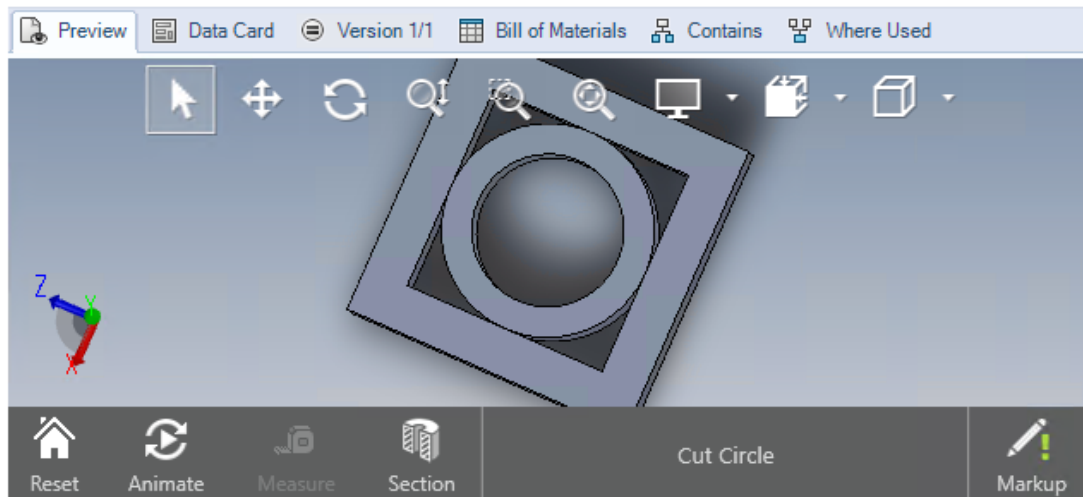 Preview Data Card Version 1/1 Bill of Materials Contains Where Used
Z
Y
X
Cut Circle
Reset Animate Measure Section Markup